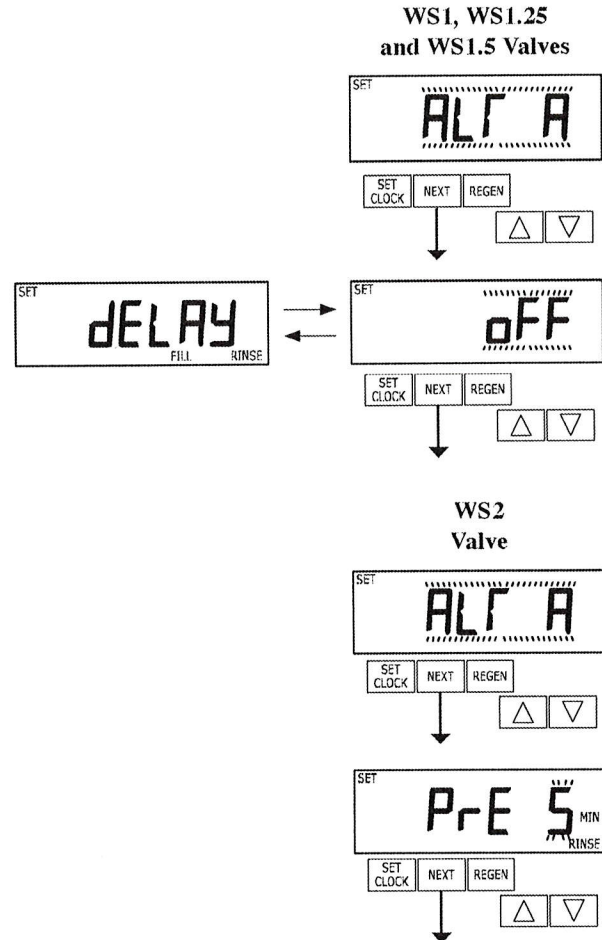 WS1, WS1.25
and WS1.5 Valves
SET
ALT A
SET
CLOCK
NEXT
REGEN
SET
dELAY
FILL RINSE
SET
oFF
SET
CLOCK
NEXT
REGEN
WS2
Valve
SET
ALT A
SET
CLOCK
NEXT
REGEN
SET
PrE 5 MIN
RINSE
SET
CLOCK
NEXT
REGEN